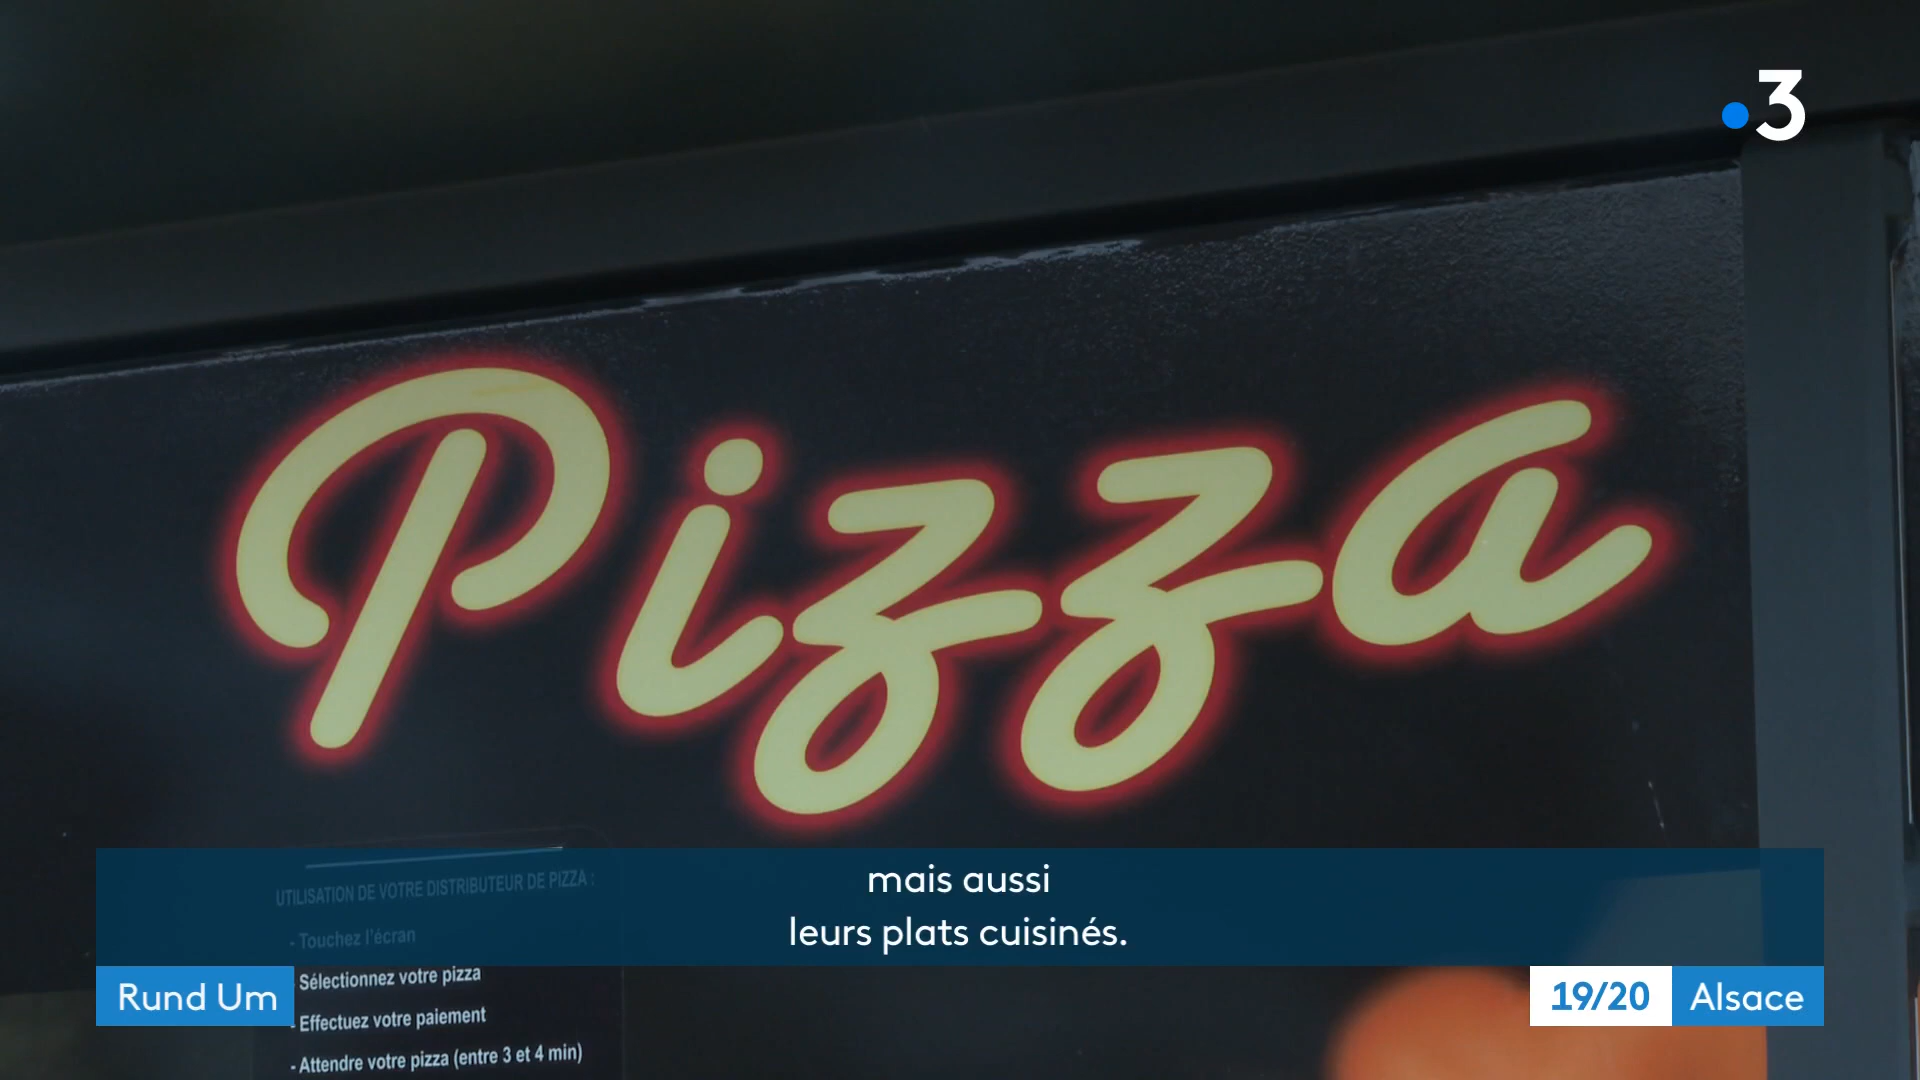 3
Pizza
UTILISATION DE VOTRE DISTRIBUTEUR DE PIZZA :
- Touchez l'écran
- Sélectionnez votre pizza
- Effectuez votre paiement
- Attendre votre pizza (entre 3 et 4 min)
mais aussi
leurs plats cuisinés.
Rund Um
19/20 Alsace